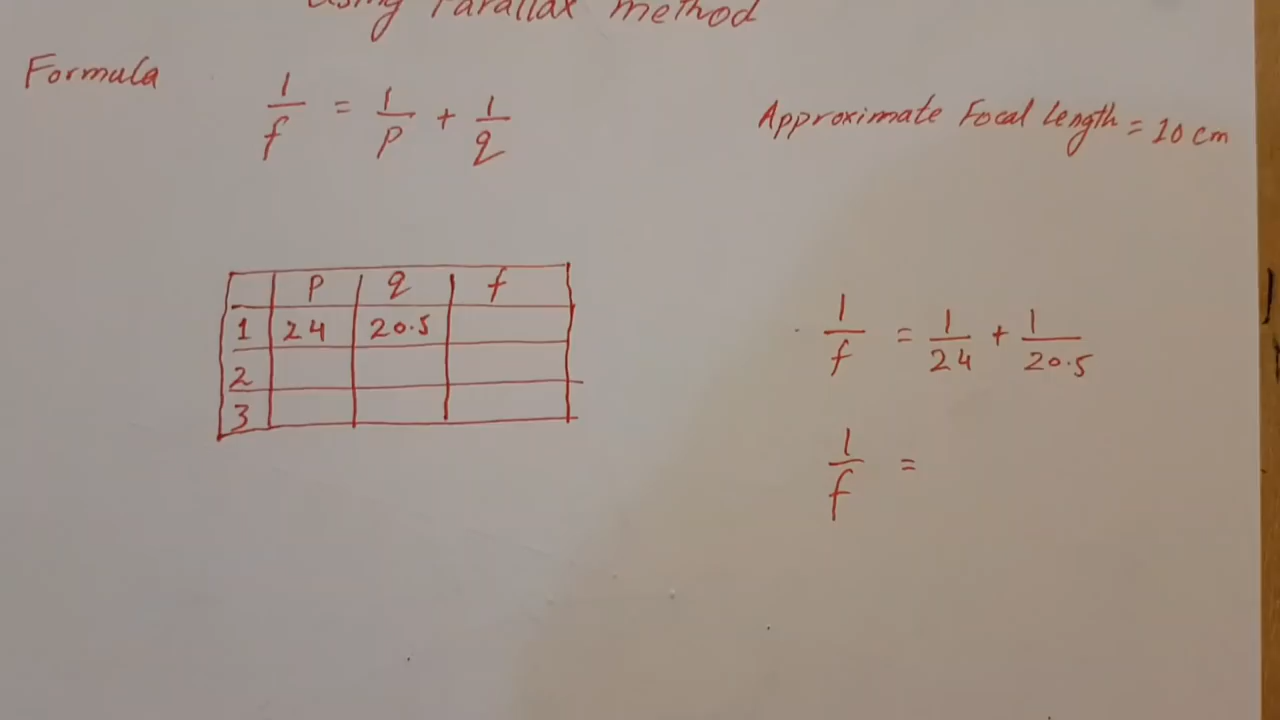 Using Parallax method
Formula
1/f = 1/p + 1/q
Approximate Focal Length = 10 cm
p q f
1 24 20.5
2
3
1/f = 1/24 + 1/20.5
1/f =